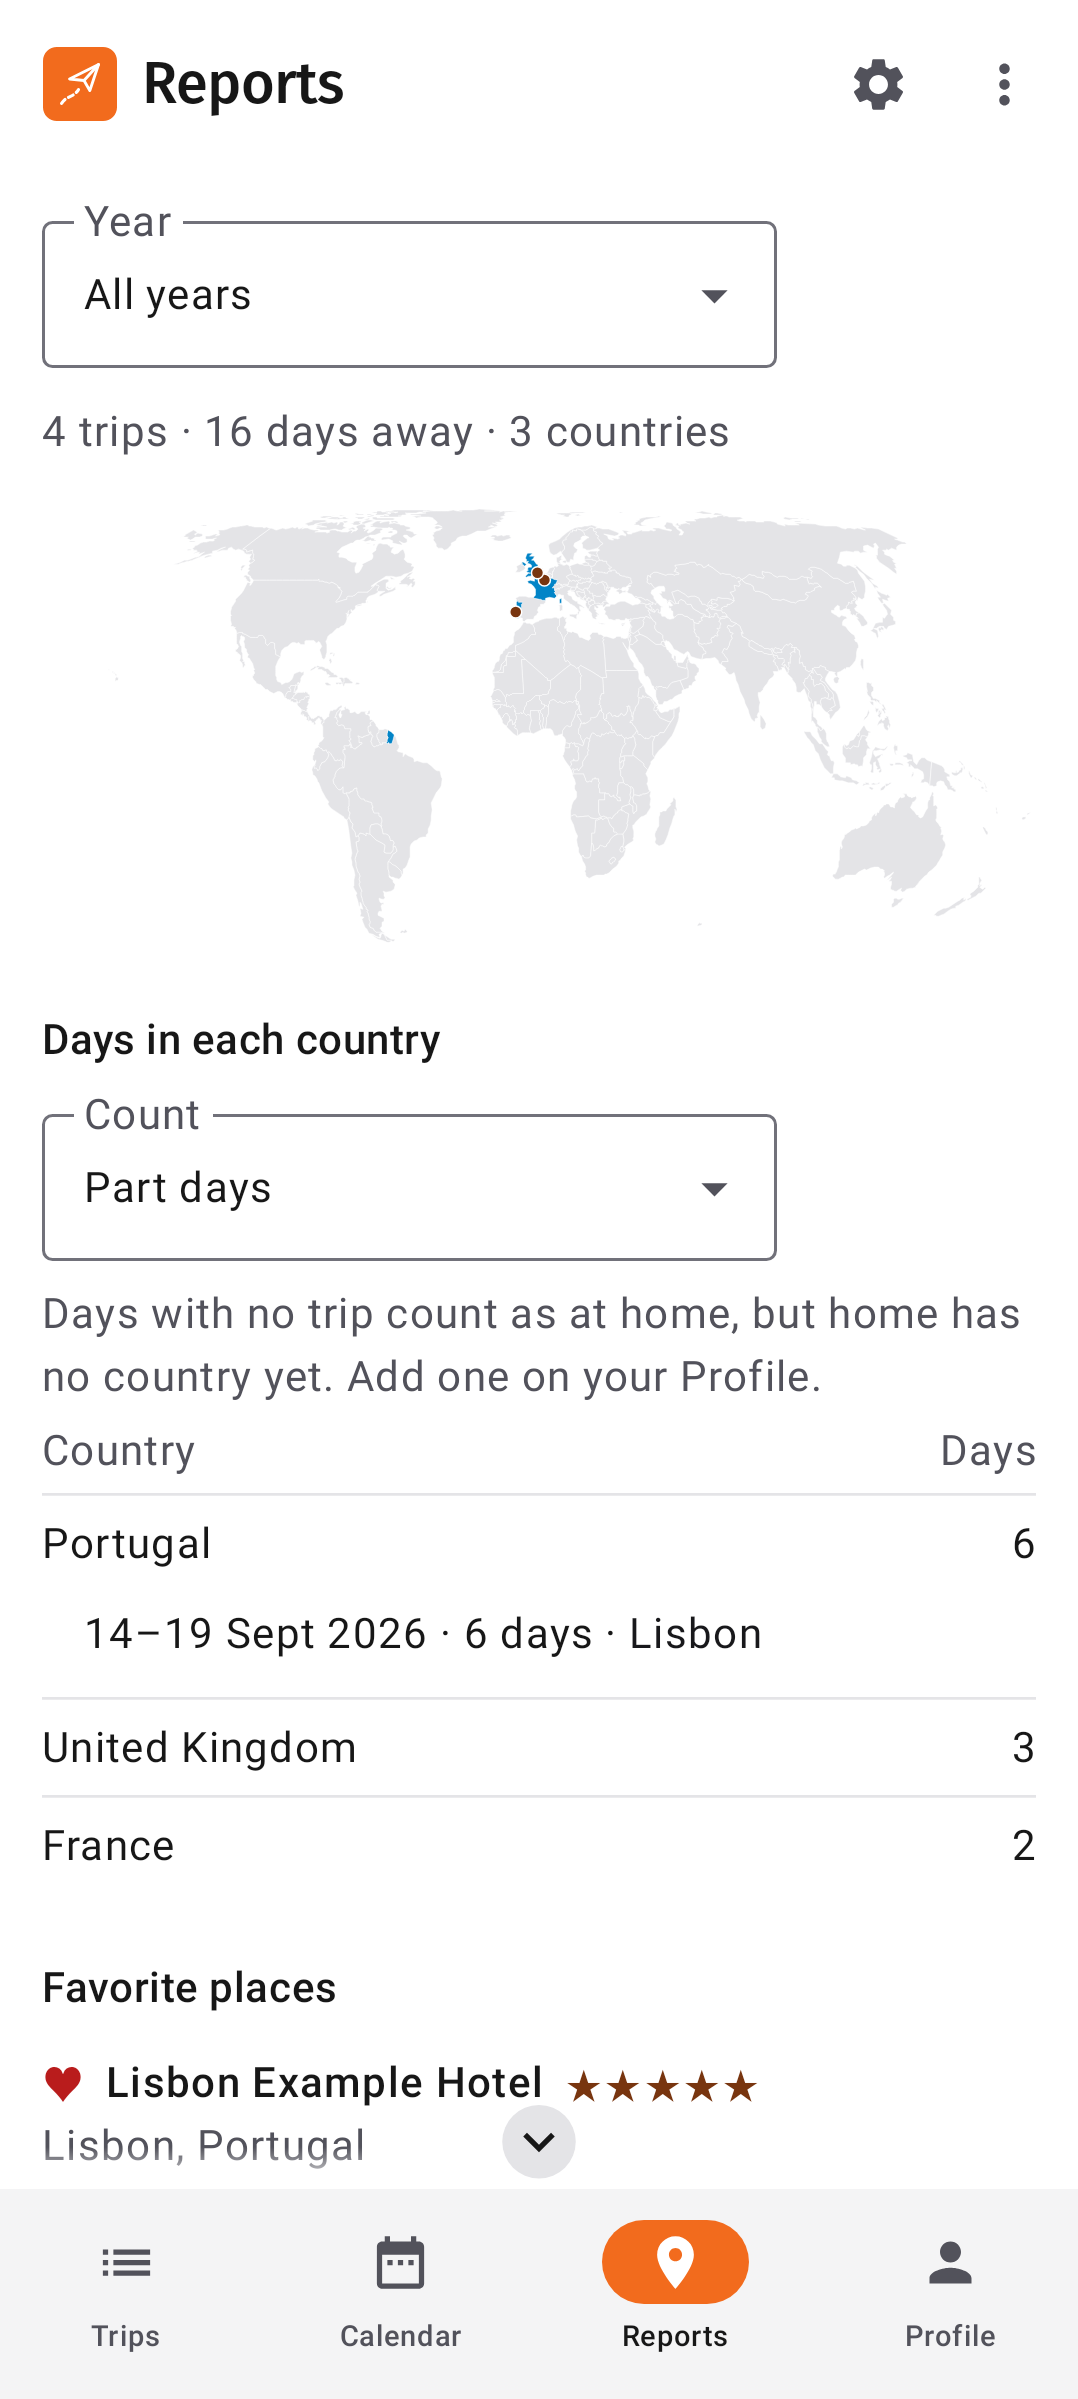 Reports
Year
All years
4 trips · 16 days away · 3 countries
Days in each country
Count
Part days
Days with no trip count as at home, but home has
no country yet. Add one on your Profile.
Country Days
Portugal 6
14–19 Sept 2026 · 6 days · Lisbon
United Kingdom 3
France 2
Favorite places
Lisbon Example Hotel ★★★★★
Lisbon, Portugal
Trips Calendar Reports Profile